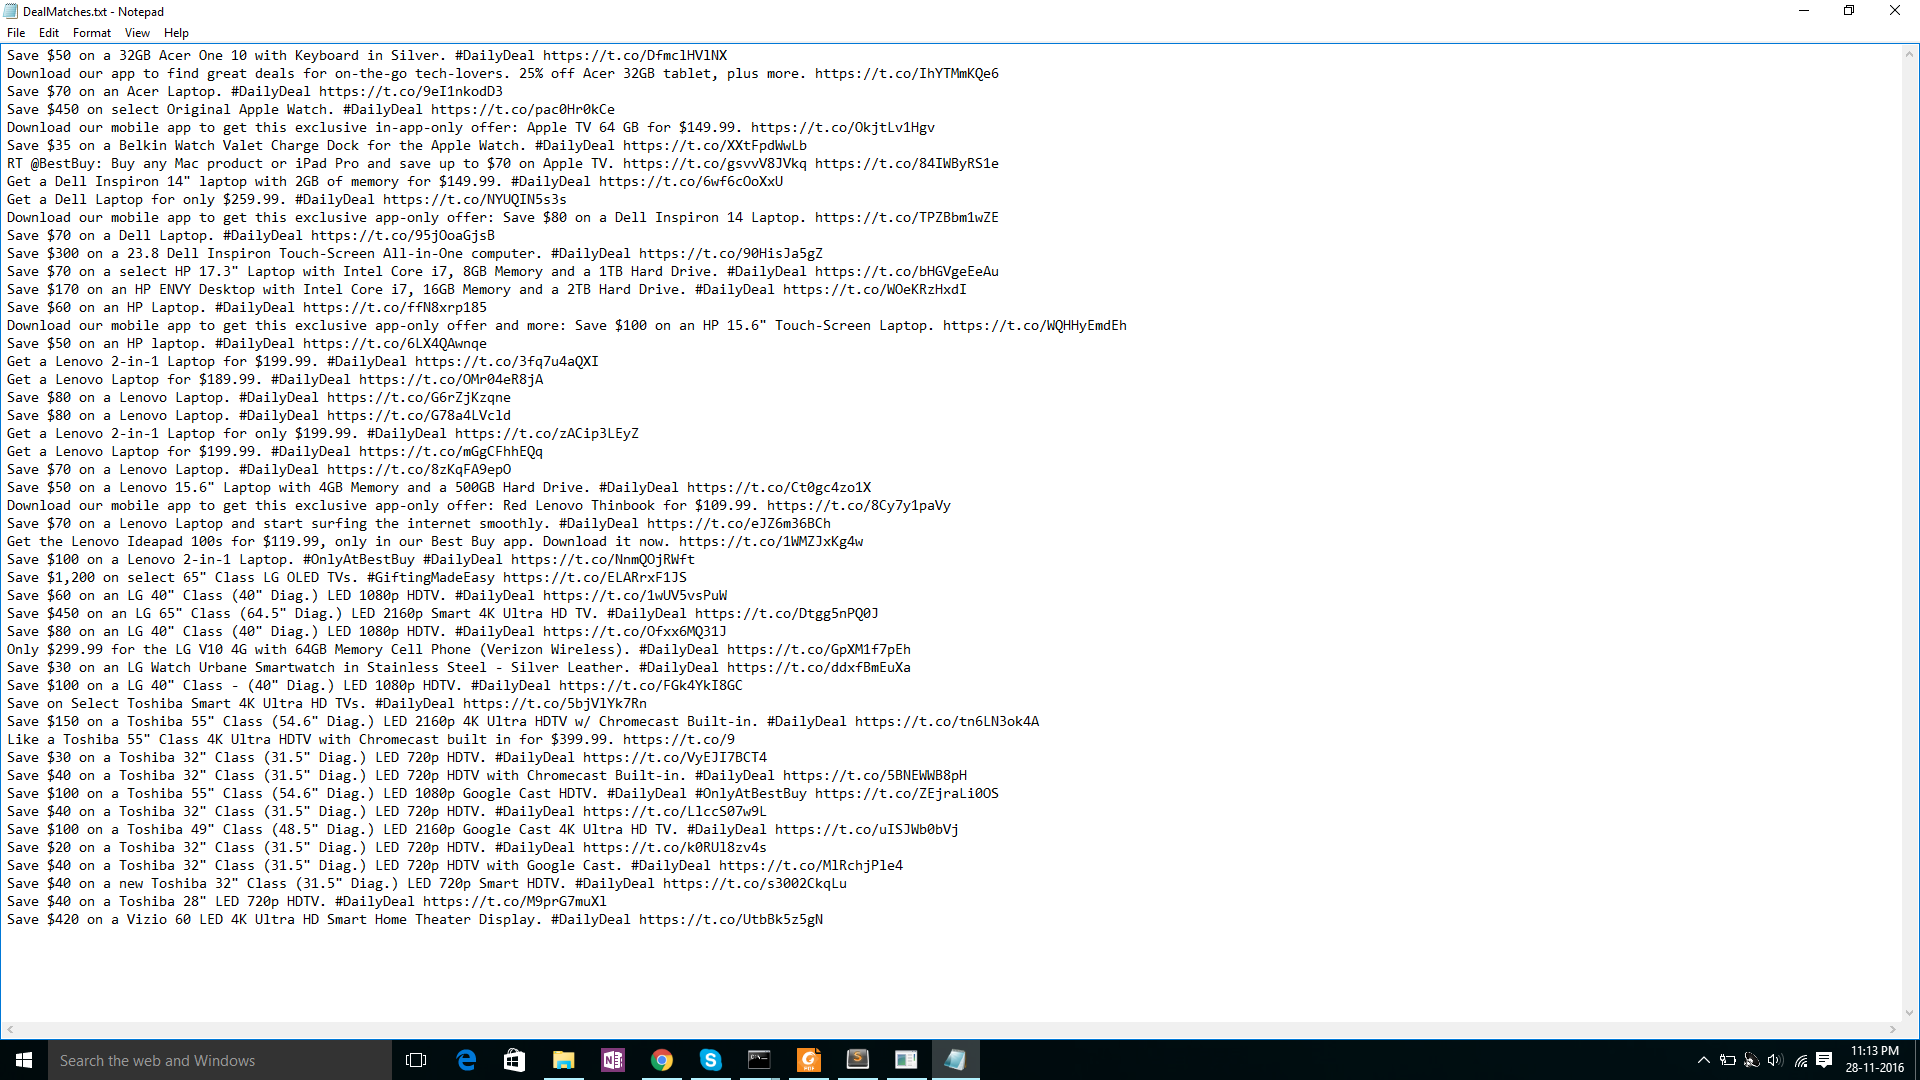 DealMatches.txt - Notepad
File Edit Format View Help
Save $50 on a 32GB Acer One 10 with Keyboard in Silver. #DailyDeal https://t.co/DfmclHVlNX
Download our app to find great deals for on-the-go tech-lovers. 25% off Acer 32GB tablet, plus more. https://t.co/IhYTMmKQe6
Save $70 on an Acer Laptop. #DailyDeal https://t.co/9eI1nkodD3
Save $450 on select Original Apple Watch. #DailyDeal https://t.co/pac0Hr0kCe
Download our mobile app to get this exclusive in-app-only offer: Apple TV 64 GB for $149.99. https://t.co/OkjtLv1Hgv
Save $35 on a Belkin Watch Valet Charge Dock for the Apple Watch. #DailyDeal https://t.co/XXtFpdWwLb
RT @BestBuy: Buy any Mac product or iPad Pro and save up to $70 on Apple TV. https://t.co/gsvvV8JVkq https://t.co/84IWByRS1e
Get a Dell Inspiron 14" laptop with 2GB of memory for $149.99. #DailyDeal https://t.co/6wf6cOoXxU
Get a Dell Laptop for only $259.99. #DailyDeal https://t.co/NYUQIN5s3s
Download our mobile app to get this exclusive app-only offer: Save $80 on a Dell Inspiron 14 Laptop. https://t.co/TPZBbm1wZE
Save $70 on a Dell Laptop. #DailyDeal https://t.co/95jOoaGjsB
Save $300 on a 23.8 Dell Inspiron Touch-Screen All-in-One computer. #DailyDeal https://t.co/90HisJa5gZ
Save $70 on a select HP 17.3" Laptop with Intel Core i7, 8GB Memory and a 1TB Hard Drive. #DailyDeal https://t.co/bHGVgeEeAu
Save $170 on an HP ENVY Desktop with Intel Core i7, 16GB Memory and a 2TB Hard Drive. #DailyDeal https://t.co/WOeKRzHxdI
Save $60 on an HP Laptop. #DailyDeal https://t.co/ffN8xrp185
Download our mobile app to get this exclusive app-only offer and more: Save $100 on an HP 15.6" Touch-Screen Laptop. https://t.co/WQHHyEmdEh
Save $50 on an HP laptop. #DailyDeal https://t.co/6LX4QAwnqe
Get a Lenovo 2-in-1 Laptop for $199.99. #DailyDeal https://t.co/3fq7u4aQXI
Get a Lenovo Laptop for $189.99. #DailyDeal https://t.co/OMr04eR8jA
Save $80 on a Lenovo Laptop. #DailyDeal https://t.co/G6rZjKzqne
Save $80 on a Lenovo Laptop. #DailyDeal https://t.co/G78a4LVcld
Get a Lenovo 2-in-1 Laptop for only $199.99. #DailyDeal https://t.co/zACip3LEyZ
Get a Lenovo Laptop for $199.99. #DailyDeal https://t.co/mGgCFhhEQq
Save $70 on a Lenovo Laptop. #DailyDeal https://t.co/8zKqFA9epO
Save $50 on a Lenovo 15.6" Laptop with 4GB Memory and a 500GB Hard Drive. #DailyDeal https://t.co/Ct0gc4zo1X
Download our mobile app to get this exclusive app-only offer: Red Lenovo Thinbook for $109.99. https://t.co/8Cy7y1paVy
Save $70 on a Lenovo Laptop and start surfing the internet smoothly. #DailyDeal https://t.co/eJZ6m36BCh
Get the Lenovo Ideapad 100s for $119.99, only in our Best Buy app. Download it now. https://t.co/1WMZJxKg4w
Save $100 on a Lenovo 2-in-1 Laptop. #OnlyAtBestBuy #DailyDeal https://t.co/NnmQOjRWft
Save $1,200 on select 65" Class LG OLED TVs. #GiftingMadeEasy https://t.co/ELARrxF1JS
Save $60 on an LG 40" Class (40" Diag.) LED 1080p HDTV. #DailyDeal https://t.co/1wUV5vsPuW
Save $450 on an LG 65" Class (64.5" Diag.) LED 2160p Smart 4K Ultra HD TV. #DailyDeal https://t.co/Dtgg5nPQ0J
Save $80 on an LG 40" Class (40" Diag.) LED 1080p HDTV. #DailyDeal https://t.co/Ofxx6MQ31J
Only $299.99 for the LG V10 4G with 64GB Memory Cell Phone (Verizon Wireless). #DailyDeal https://t.co/GpXM1f7pEh
Save $30 on an LG Watch Urbane Smartwatch in Stainless Steel - Silver Leather. #DailyDeal https://t.co/ddxfBmEuXa
Save $100 on a LG 40" Class - (40" Diag.) LED 1080p HDTV. #DailyDeal https://t.co/FGk4YkI8GC
Save on Select Toshiba Smart 4K Ultra HD TVs. #DailyDeal https://t.co/5bjVlYk7Rn
Save $150 on a Toshiba 55" Class (54.6" Diag.) LED 2160p 4K Ultra HDTV w/ Chromecast Built-in. #DailyDeal https://t.co/tn6LN3ok4A
Like a Toshiba 55" Class 4K Ultra HDTV with Chromecast built in for $399.99. https://t.co/9
Save $30 on a Toshiba 32" Class (31.5" Diag.) LED 720p HDTV. #DailyDeal https://t.co/VyEJI7BCT4
Save $40 on a Toshiba 32" Class (31.5" Diag.) LED 720p HDTV with Chromecast Built-in. #DailyDeal https://t.co/5BNEWWB8pH
Save $100 on a Toshiba 55" Class (54.6" Diag.) LED 1080p Google Cast HDTV. #DailyDeal #OnlyAtBestBuy https://t.co/ZEjraLi0OS
Save $40 on a Toshiba 32" Class (31.5" Diag.) LED 720p HDTV. #DailyDeal https://t.co/LlccS07w9L
Save $100 on a Toshiba 49" Class (48.5" Diag.) LED 2160p Google Cast 4K Ultra HD TV. #DailyDeal https://t.co/uISJWb0bVj
Save $20 on a Toshiba 32" Class (31.5" Diag.) LED 720p HDTV. #DailyDeal https://t.co/k0RUl8zv4s
Save $40 on a Toshiba 32" Class (31.5" Diag.) LED 720p HDTV with Google Cast. #DailyDeal https://t.co/MlRchjPle4
Save $40 on a new Toshiba 32" Class (31.5" Diag.) LED 720p Smart HDTV. #DailyDeal https://t.co/s3002CkqLu
Save $40 on a Toshiba 28" LED 720p HDTV. #DailyDeal https://t.co/M9prG7muXl
Save $420 on a Vizio 60 LED 4K Ultra HD Smart Home Theater Display. #DailyDeal https://t.co/UtbBk5z5gN
Search the web and Windows
11:13 PM
28-11-2016